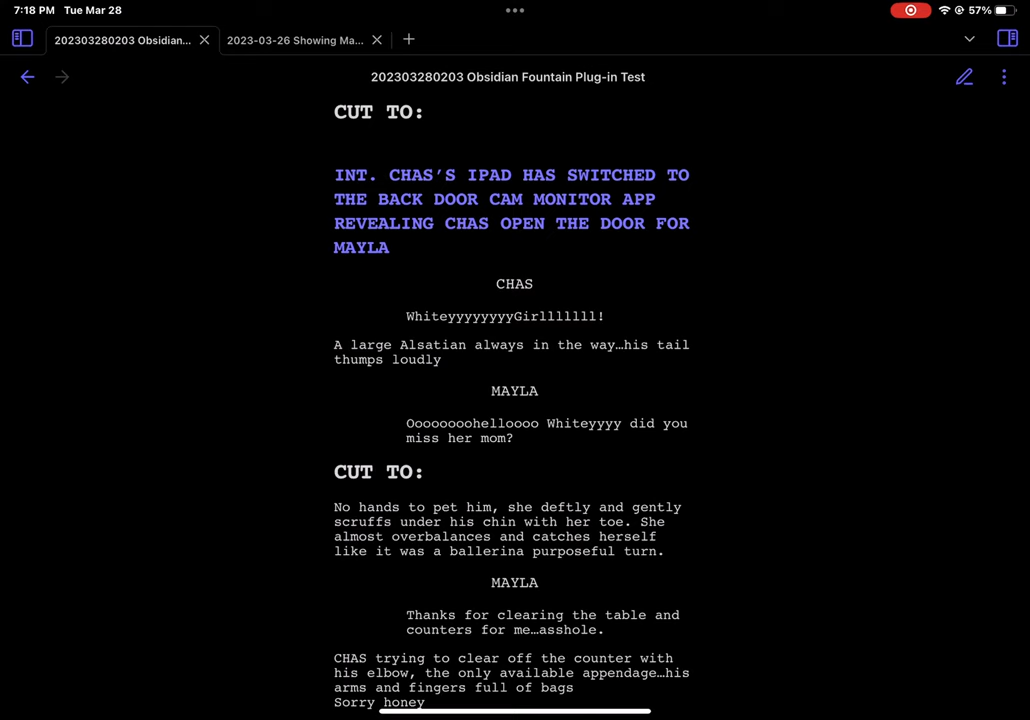 7:18 PM Tue Mar 28
57%
202303280203 Obsidian...
2023-03-26 Showing Ma...
202303280203 Obsidian Fountain Plug-in Test
CUT TO:
INT. CHAS'S IPAD HAS SWITCHED TO
THE BACK DOOR CAM MONITOR APP
REVEALING CHAS OPEN THE DOOR FOR
MAYLA
CHAS
WhiteyyyyyyyyGirlllllll!
A large Alsatian always in the way…his tail
thumps loudly
MAYLA
Oooooooohelloooo Whiteyyyy did you
miss her mom?
CUT TO:
No hands to pet him, she deftly and gently
scruffs under his chin with her toe. She
almost overbalances and catches herself
like it was a ballerina purposeful turn.
MAYLA
Thanks for clearing the table and
counters for me…asshole.
CHAS trying to clear off the counter with
his elbow, the only available appendage…his
arms and fingers full of bags
Sorry honey